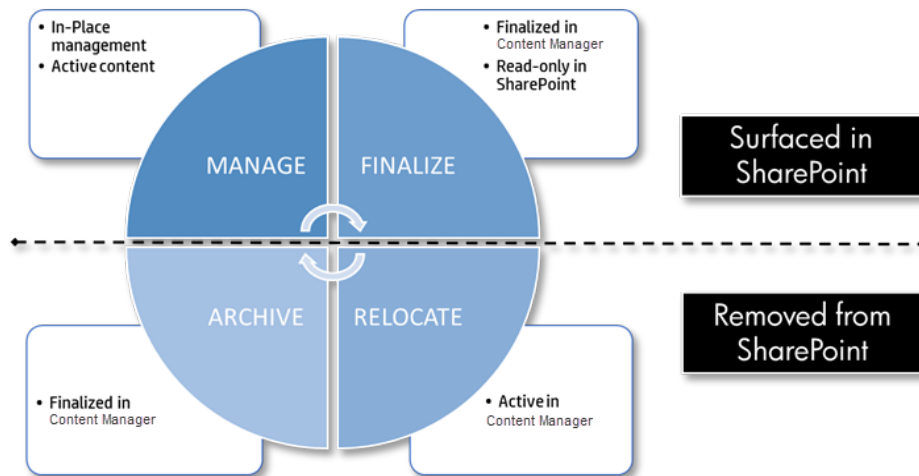 • In-Place
management
• Active content
• Finalized in
Content Manager
• Read-only in
SharePoint
MANAGE
FINALIZE
Surfaced in
SharePoint
ARCHIVE
RELOCATE
Removed from
SharePoint
• Finalized in
Content Manager
• Active in
Content Manager